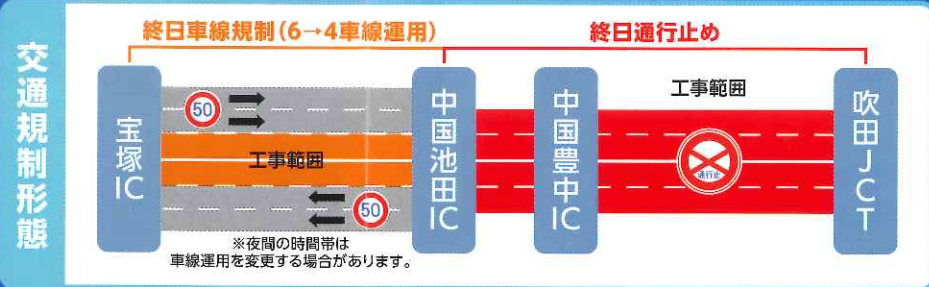 交通規制形態
終日車線規制(6→4車線運用)
終日通行止め
宝塚IC
50
工事範囲
50
※夜間の時間帯は
車線運用を変更する場合があります。
中国池田IC
中国豊中IC
工事範囲
通行止
吹田JCT